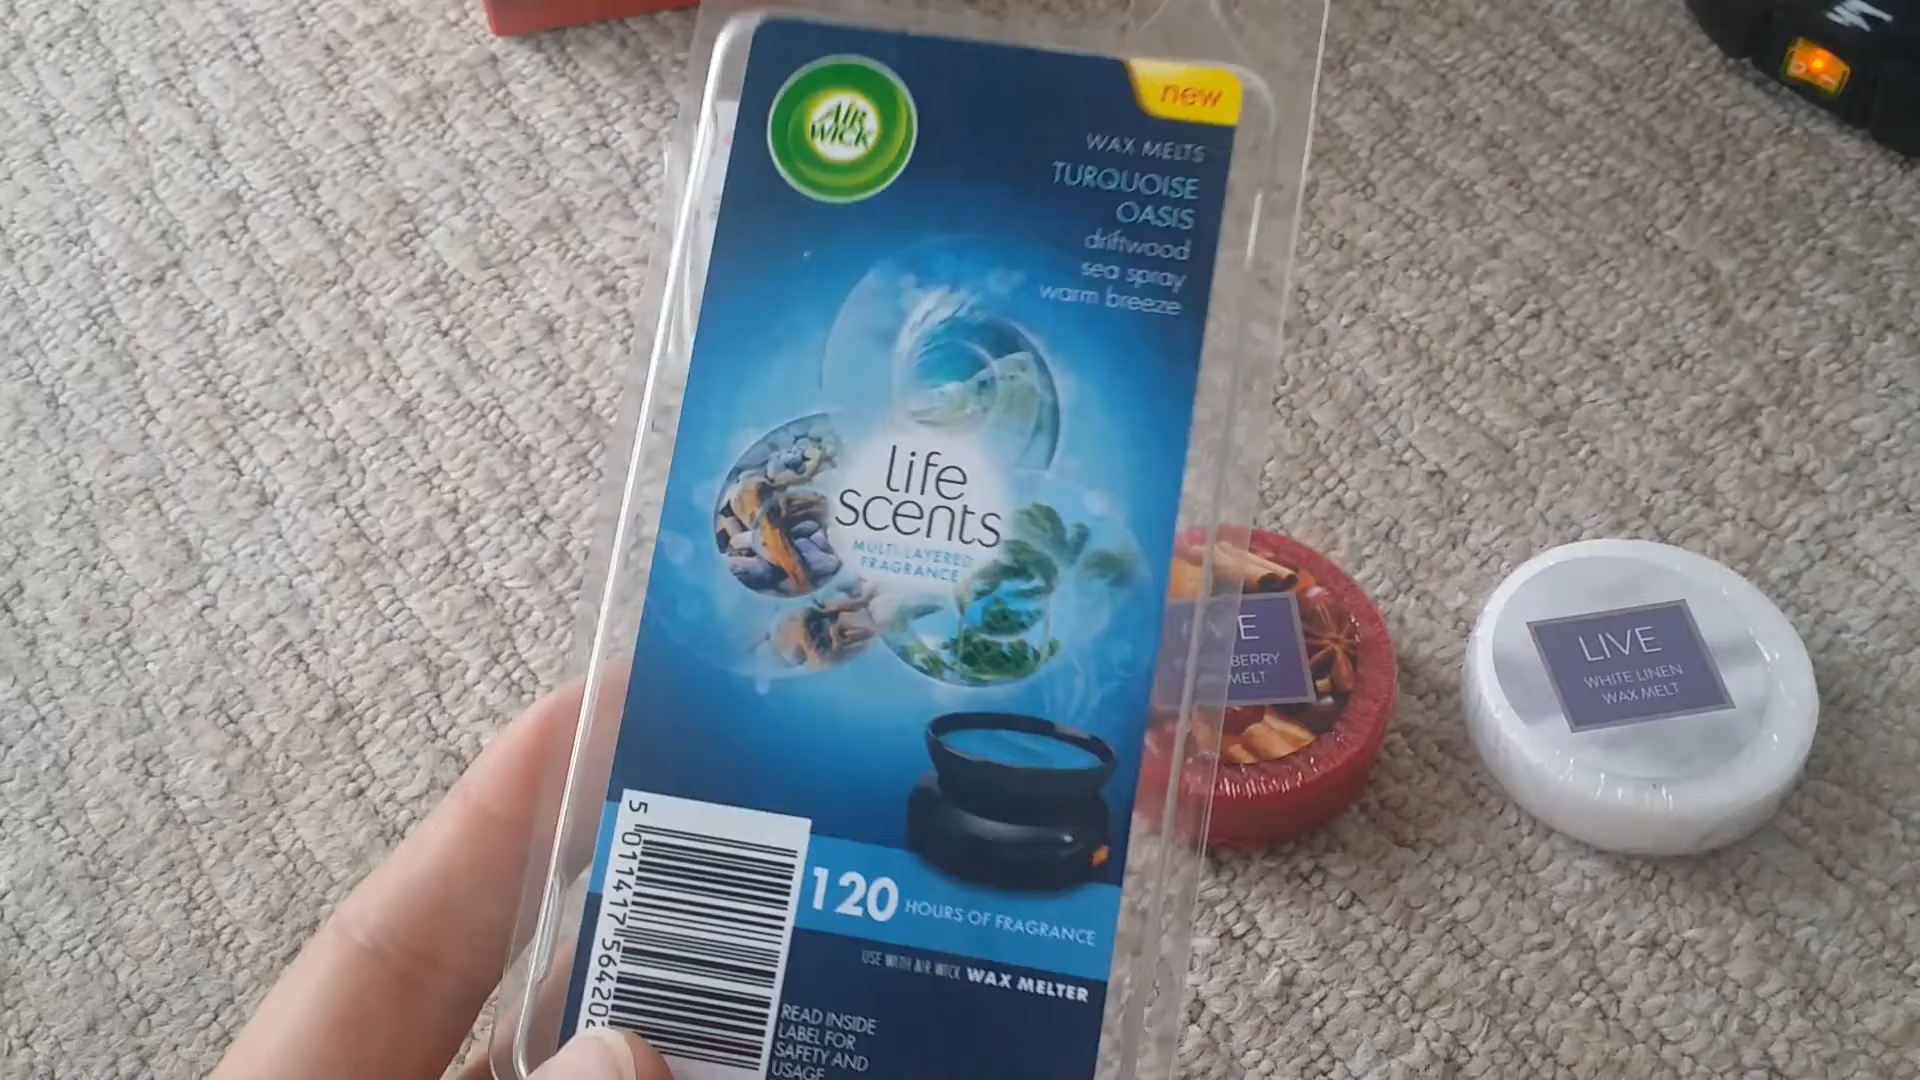 AIR
WICK
new
WAX MELTS
TURQUOISE
OASIS
driftwood
sea spray
warm breeze
life
scents
MULTI-LAYERED
FRAGRANCE
BERRY
MELT
LIVE
WHITE LINEN
WAX MELT
120 HOURS OF FRAGRANCE
USE WITH AIR WICK WAX MELTER
READ INSIDE
LABEL FOR
SAFETY AND
USAGE
5 011417 564202